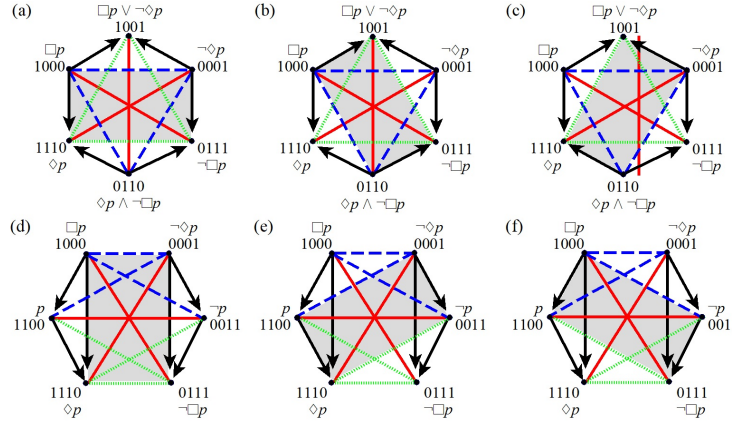 (a)
□p ∨ ¬◊p
1001
□p
1000
¬◊p
0001
1110
◊p
0111
¬□p
0110
◊p ∧ ¬□p
(b)
□p ∨ ¬◊p
1001
□p
1000
¬◊p
0001
1110
◊p
0111
¬□p
0110
◊p ∧ ¬□p
(c)
□p ∨ ¬◊p
1001
□p
1000
¬◊p
0001
1110
◊p
0111
¬□p
0110
◊p ∧ ¬□p
(d)
□p
1000
¬◊p
0001
p
1100
¬p
0011
1110
◊p
0111
¬□p
(e)
□p
1000
¬◊p
0001
p
1100
¬p
0011
1110
◊p
0111
¬□p
(f)
□p
1000
¬◊p
0001
p
1100
¬p
001
1110
◊p
0111
¬□p